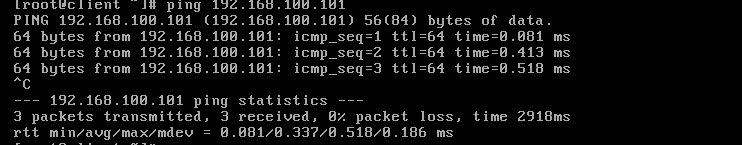 [root@client ~]# ping 192.168.100.101
PING 192.168.100.101 (192.168.100.101) 56(84) bytes of data.
64 bytes from 192.168.100.101: icmp_seq=1 ttl=64 time=0.081 ms
64 bytes from 192.168.100.101: icmp_seq=2 ttl=64 time=0.413 ms
64 bytes from 192.168.100.101: icmp_seq=3 ttl=64 time=0.518 ms
^C
--- 192.168.100.101 ping statistics ---
3 packets transmitted, 3 received, 0% packet loss, time 2918ms
rtt min/avg/max/mdev = 0.081/0.337/0.518/0.186 ms